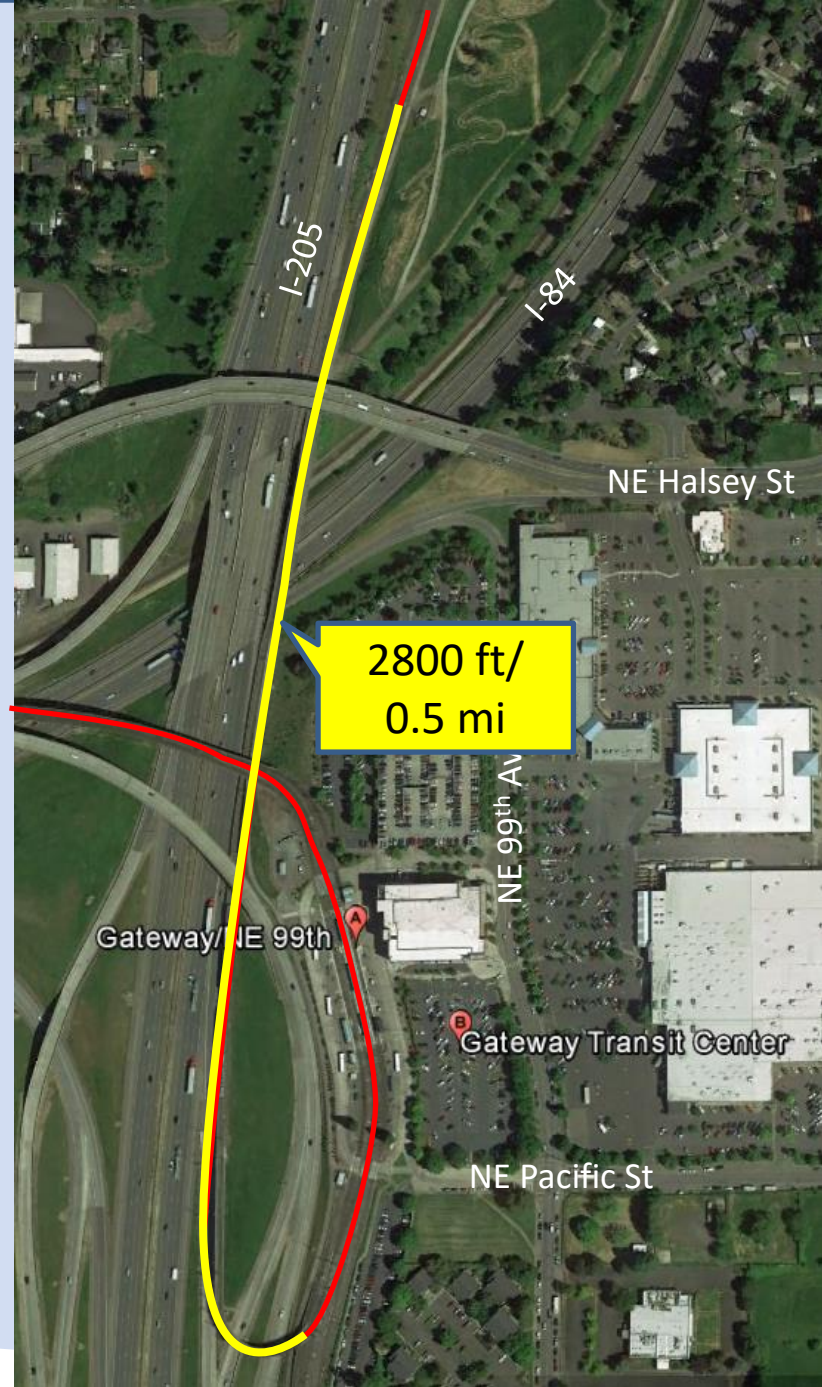 I-205
I-84
NE Halsey St
2800 ft/
0.5 mi
NE 99th Av
A
Gateway/NE 99th
B
Gateway Transit Center
NE Pacific St